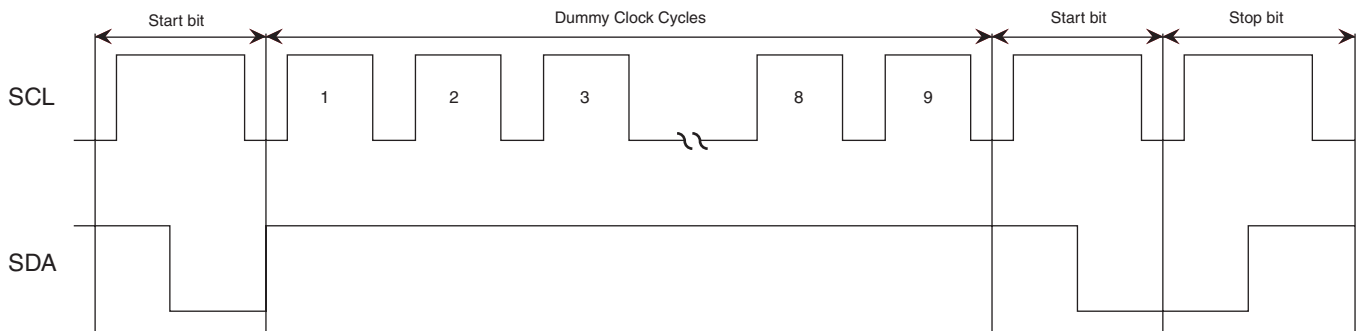 Start bit
Dummy Clock Cycles
Start bit
Stop bit
SCL
1
2
3
8
9
SDA